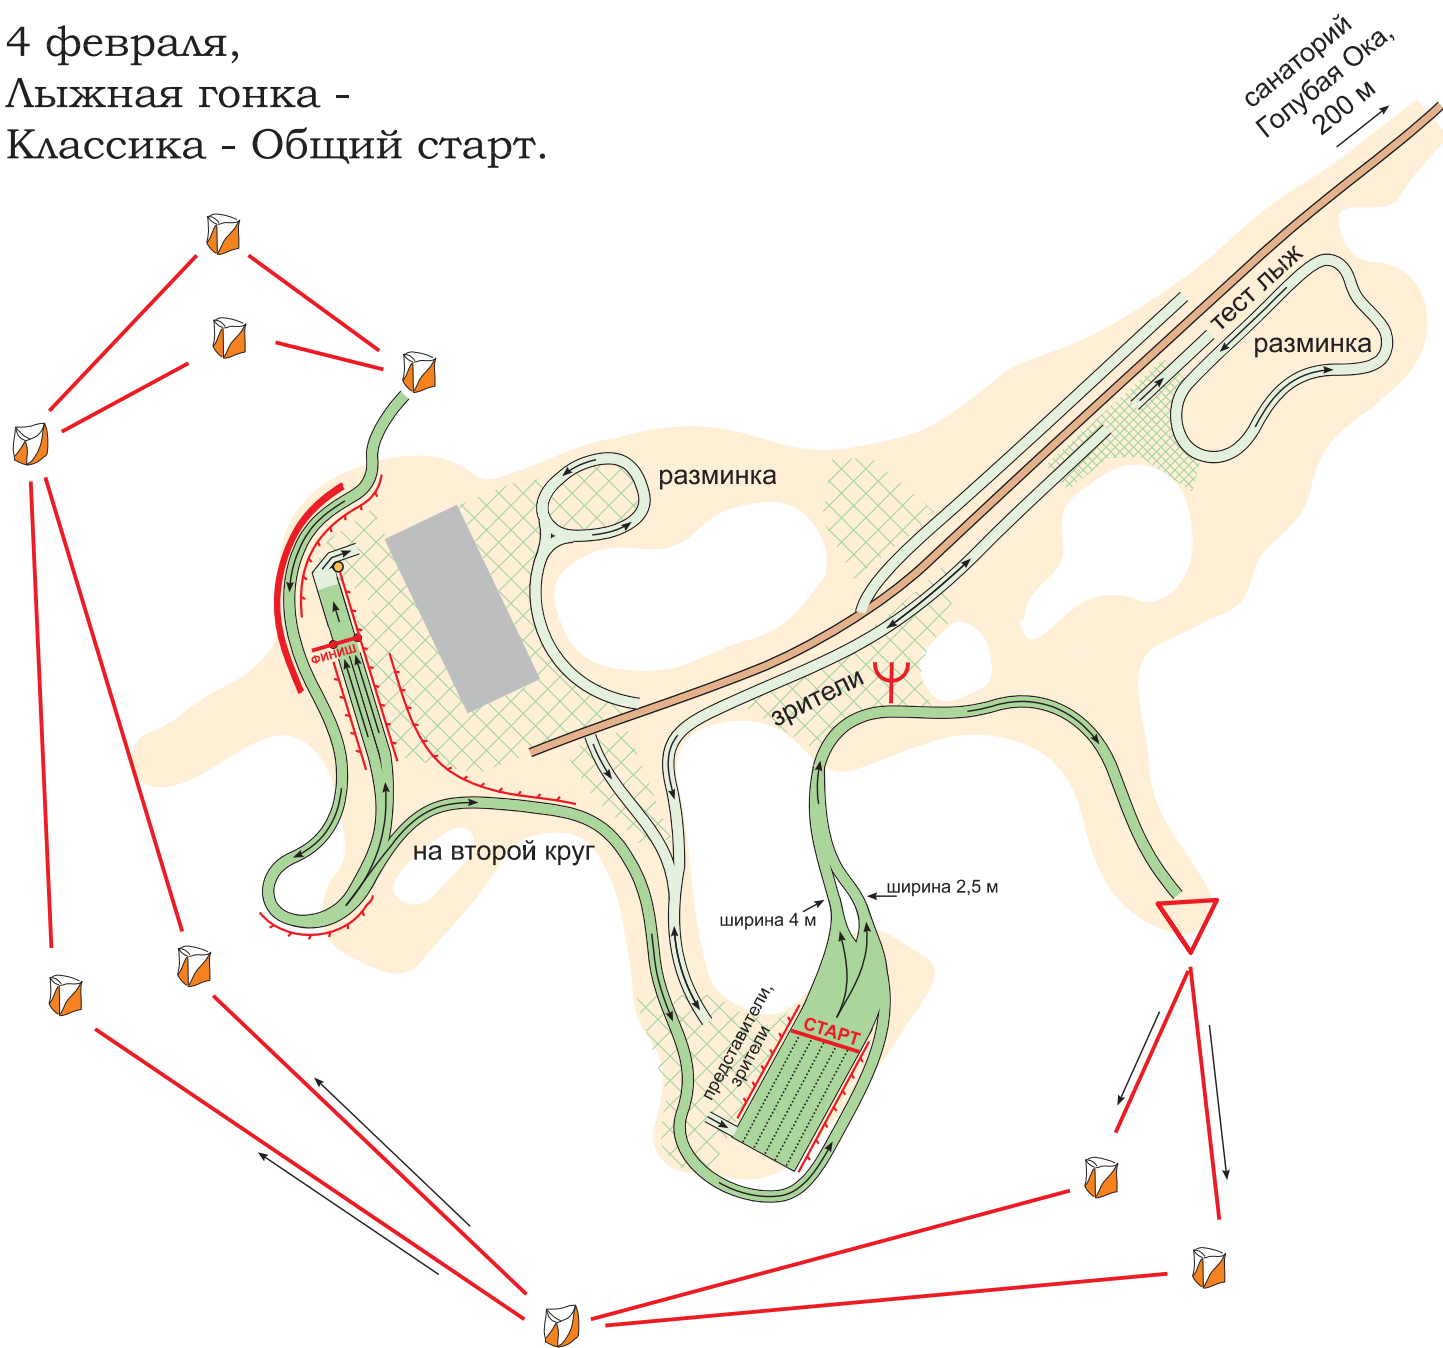 4 февраля,
Лыжная гонка -
Классика - Общий старт.
санаторий
Голубая Ока,
200 м
тест лыж
разминка
разминка
ФИНИШ
зрители
на второй круг
ширина 2,5 м
ширина 4 м
представители,
зрители
СТАРТ